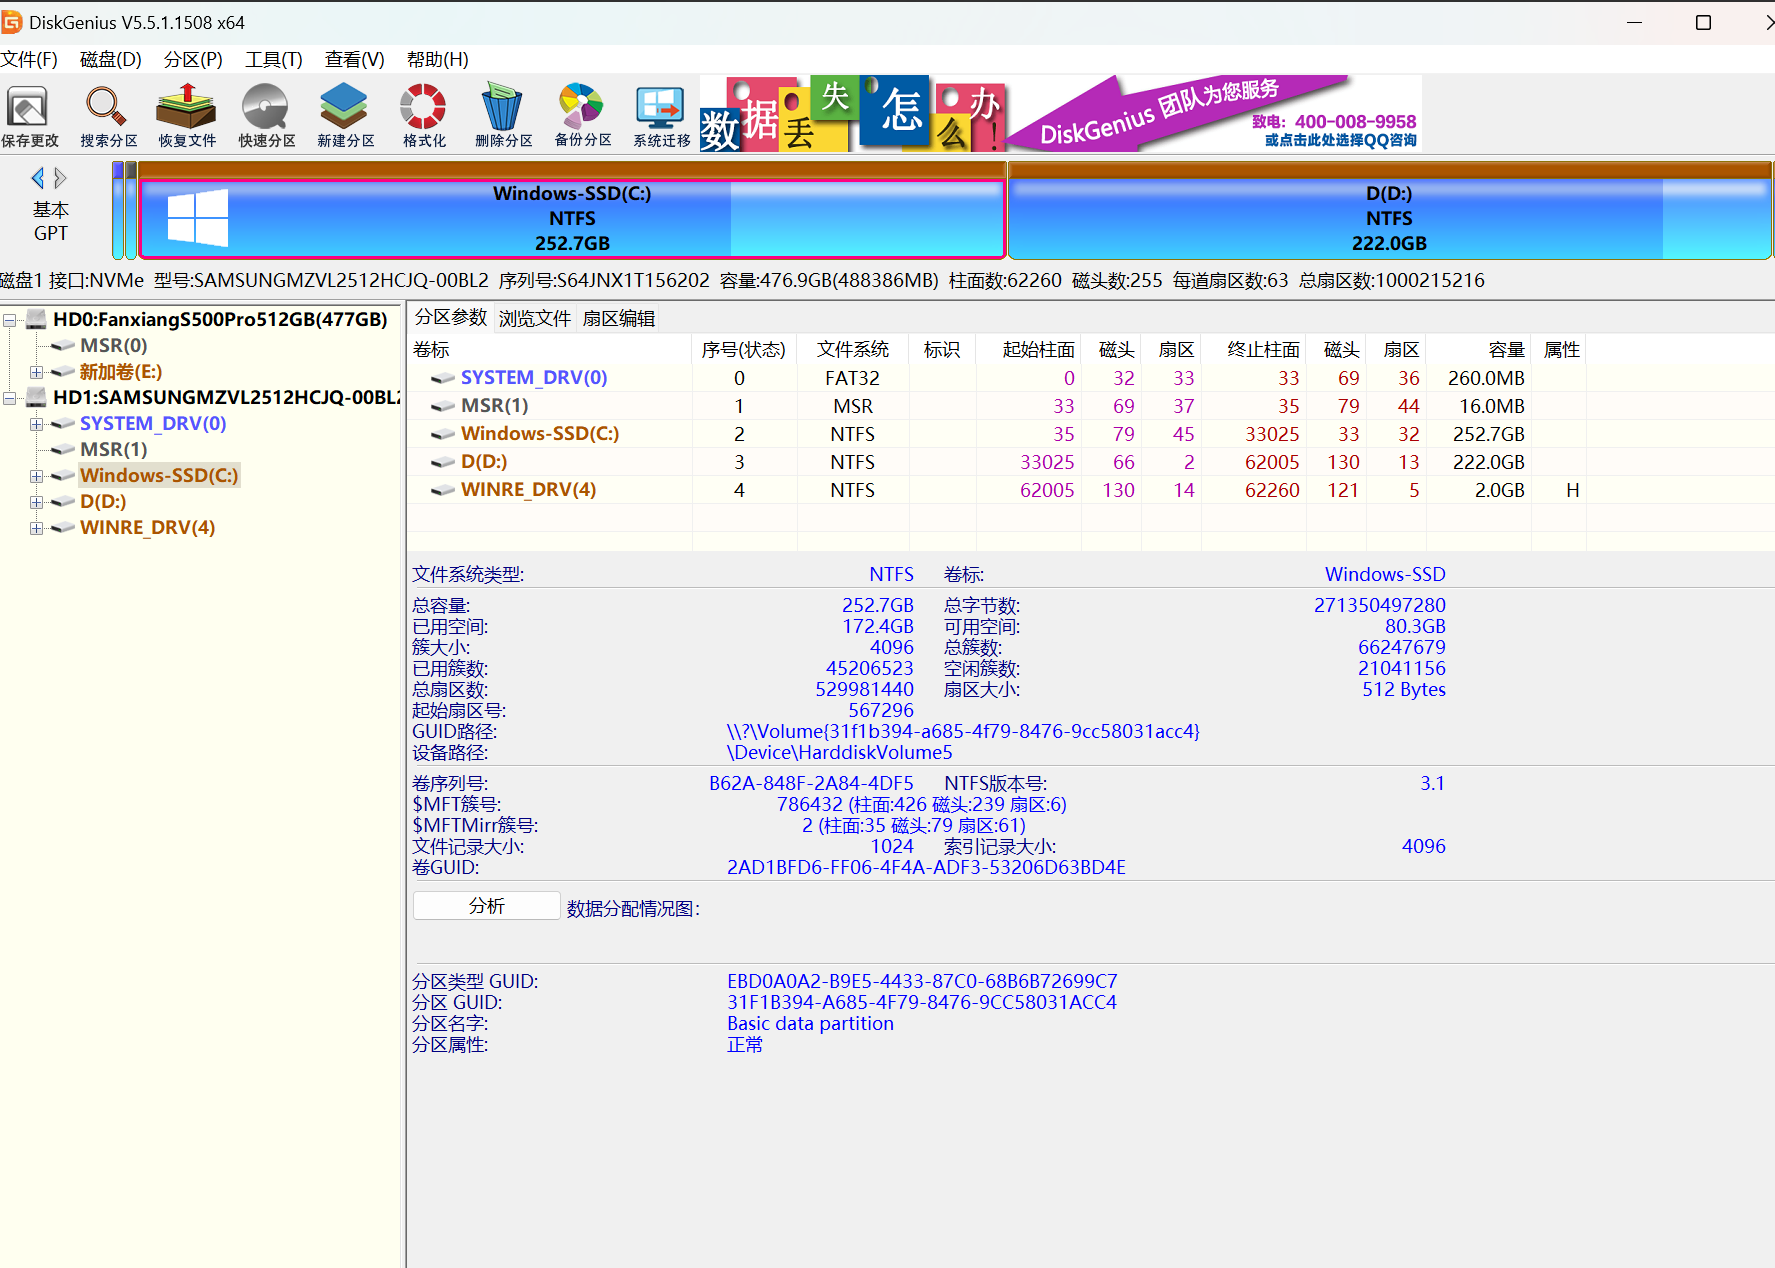 DiskGenius V5.5.1.1508 x64
文件(F) 磁盘(D) 分区(P) 工具(T) 查看(V) 帮助(H)
保存更改 搜索分区 恢复文件 快速分区 新建分区 格式化 删除分区 备份分区 系统迁移
数据丢失怎么办!
DiskGenius 团队为您服务
致电: 400-008-9958
或点击此处选择QQ咨询
基本
GPT
Windows-SSD(C:)
NTFS
252.7GB
D(D:)
NTFS
222.0GB
磁盘1 接口:NVMe 型号:SAMSUNGMZVL2512HCJQ-00BL2 序列号:S64JNX1T156202 容量:476.9GB(488386MB) 柱面数:62260 磁头数:255 每道扇区数:63 总扇区数:1000215216
HD0:FanxiangS500Pro512GB(477GB)
MSR(0)
新加卷(E:)
HD1:SAMSUNGMZVL2512HCJQ-00BL2
SYSTEM_DRV(0)
MSR(1)
Windows-SSD(C:)
D(D:)
WINRE_DRV(4)
分区参数 浏览文件 扇区编辑
卷标 序号(状态) 文件系统 标识 起始柱面 磁头 扇区 终止柱面 磁头 扇区 容量 属性
SYSTEM_DRV(0) 0 FAT32 0 32 33 33 69 36 260.0MB
MSR(1) 1 MSR 33 69 37 35 79 44 16.0MB
Windows-SSD(C:) 2 NTFS 35 79 45 33025 33 32 252.7GB
D(D:) 3 NTFS 33025 66 2 62005 130 13 222.0GB
WINRE_DRV(4) 4 NTFS 62005 130 14 62260 121 5 2.0GB H
文件系统类型: NTFS 卷标: Windows-SSD
总容量: 252.7GB 总字节数: 271350497280
已用空间: 172.4GB 可用空间: 80.3GB
簇大小: 4096 总簇数: 66247679
已用簇数: 45206523 空闲簇数: 21041156
总扇区数: 529981440 扇区大小: 512 Bytes
起始扇区号: 567296
GUID路径: \\?\Volume{31f1b394-a685-4f79-8476-9cc58031acc4}
设备路径: \Device\HarddiskVolume5
卷序列号: B62A-848F-2A84-4DF5 NTFS版本号: 3.1
$MFT簇号: 786432 (柱面:426 磁头:239 扇区:6)
$MFTMirr簇号: 2 (柱面:35 磁头:79 扇区:61)
文件记录大小: 1024 索引记录大小: 4096
卷GUID: 2AD1BFD6-FF06-4F4A-ADF3-53206D63BD4E
分析 数据分配情况图:
分区类型 GUID: EBD0A0A2-B9E5-4433-87C0-68B6B72699C7
分区 GUID: 31F1B394-A685-4F79-8476-9CC58031ACC4
分区名字: Basic data partition
分区属性: 正常